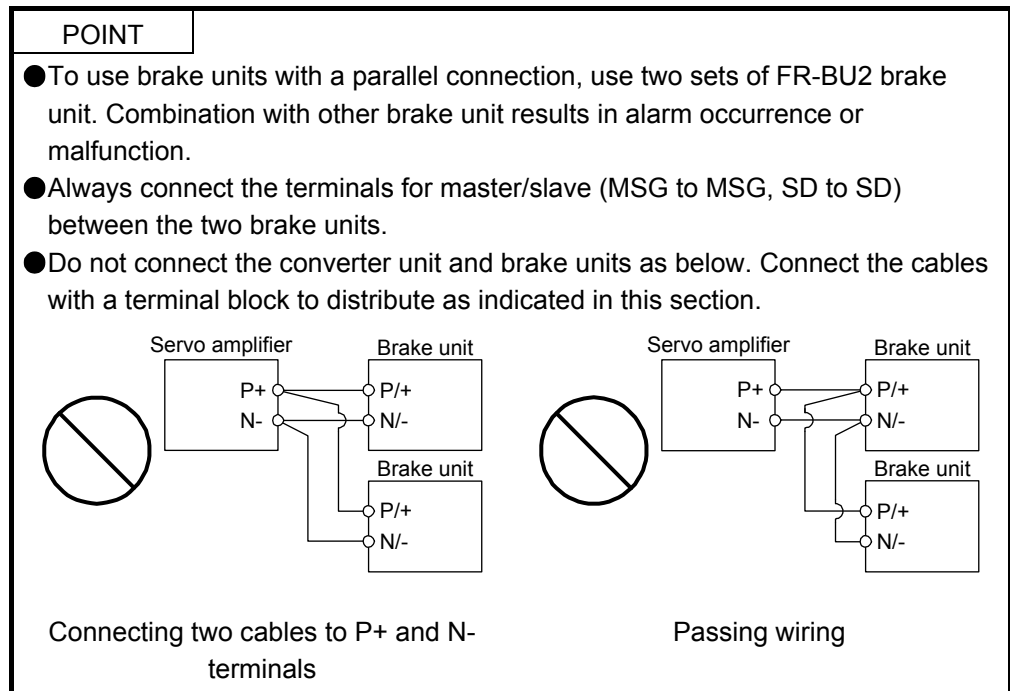 POINT
●To use brake units with a parallel connection, use two sets of FR-BU2 brake
unit. Combination with other brake unit results in alarm occurrence or
malfunction.
●Always connect the terminals for master/slave (MSG to MSG, SD to SD)
between the two brake units.
●Do not connect the converter unit and brake units as below. Connect the cables
with a terminal block to distribute as indicated in this section.
Servo amplifier
Brake unit
P+
P/+
N-
N/-
Brake unit
P/+
N/-
Connecting two cables to P+ and N-
terminals
Servo amplifier
Brake unit
P+
P/+
N-
N/-
Brake unit
P/+
N/-
Passing wiring